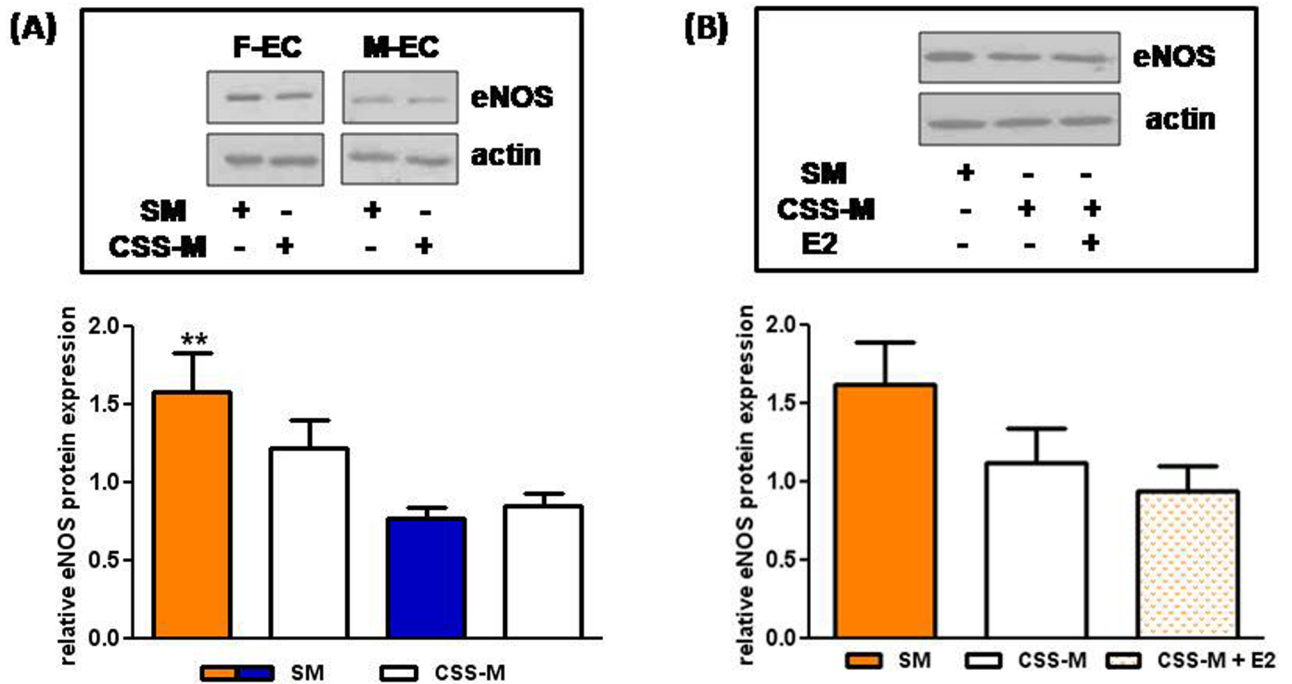 (A)
F-EC M-EC
eNOS
actin
SM + - + -
CSS-M - + - +
relative eNOS protein expression
2.0
1.5
1.0
0.5
0.0
**
SM CSS-M
(B)
eNOS
actin
SM + - -
CSS-M - + +
E2 - - +
relative eNOS protein expression
2.0
1.5
1.0
0.5
0.0
SM CSS-M CSS-M + E2